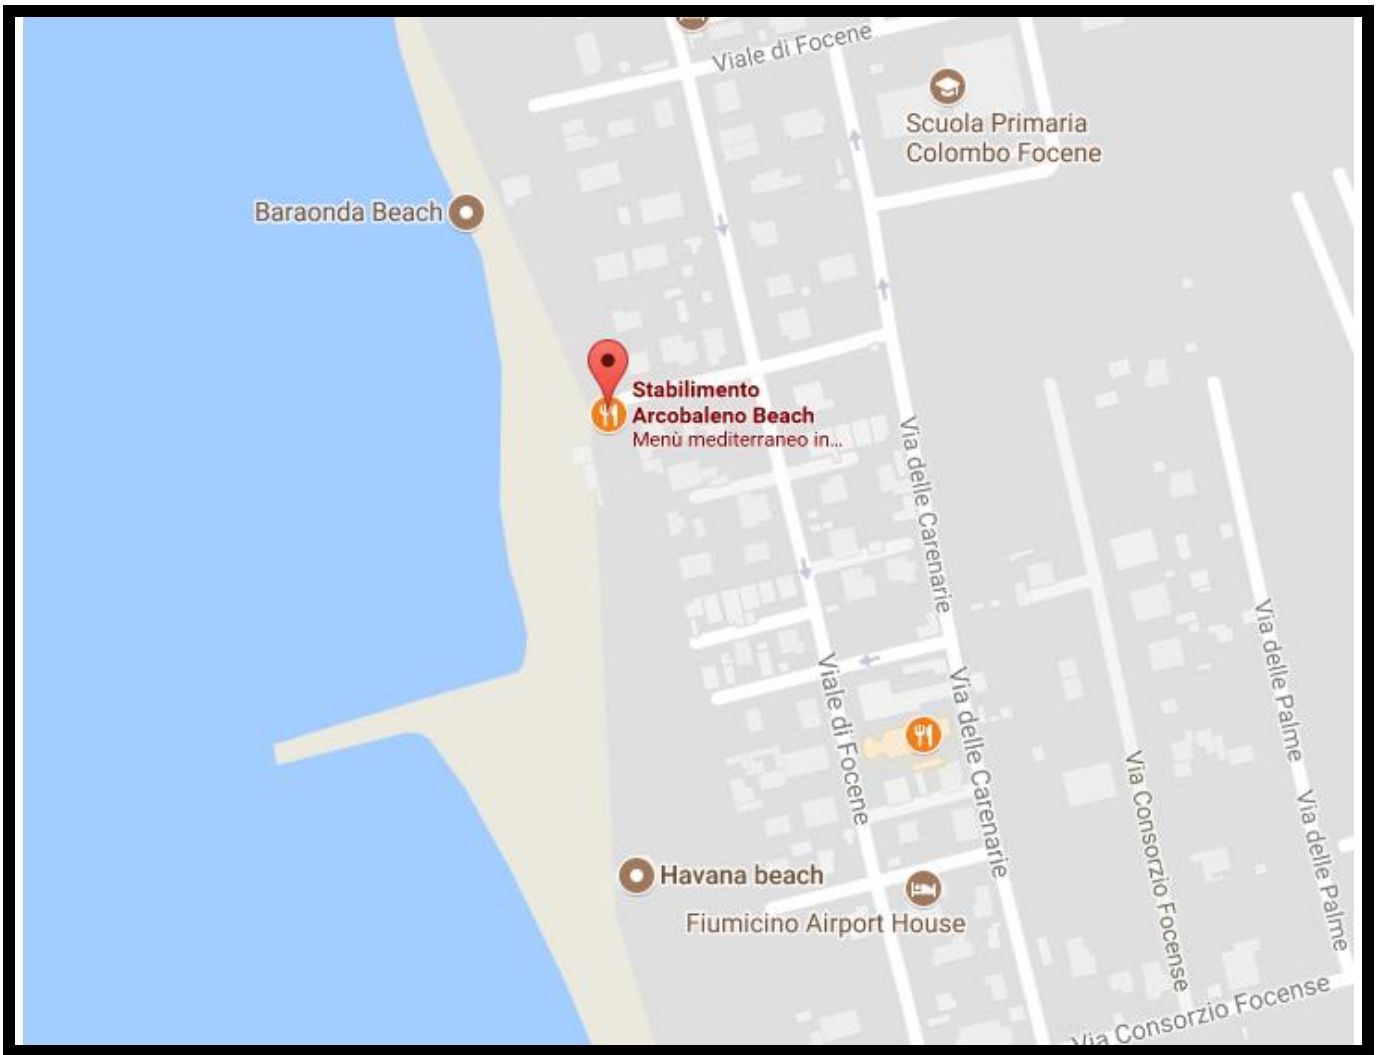 Viale di Focene
Scuola Primaria
Colombo Focene
Baraonda Beach
Stabilimento
Arcobaleno Beach
Menù mediterraneo in...
Via delle Carenarie
Via delle Palme
Viale di Focene
Via delle Carenarie
Via Consorzio Focense
Via delle Palme
Havana beach
Fiumicino Airport House
Via Consorzio Focense